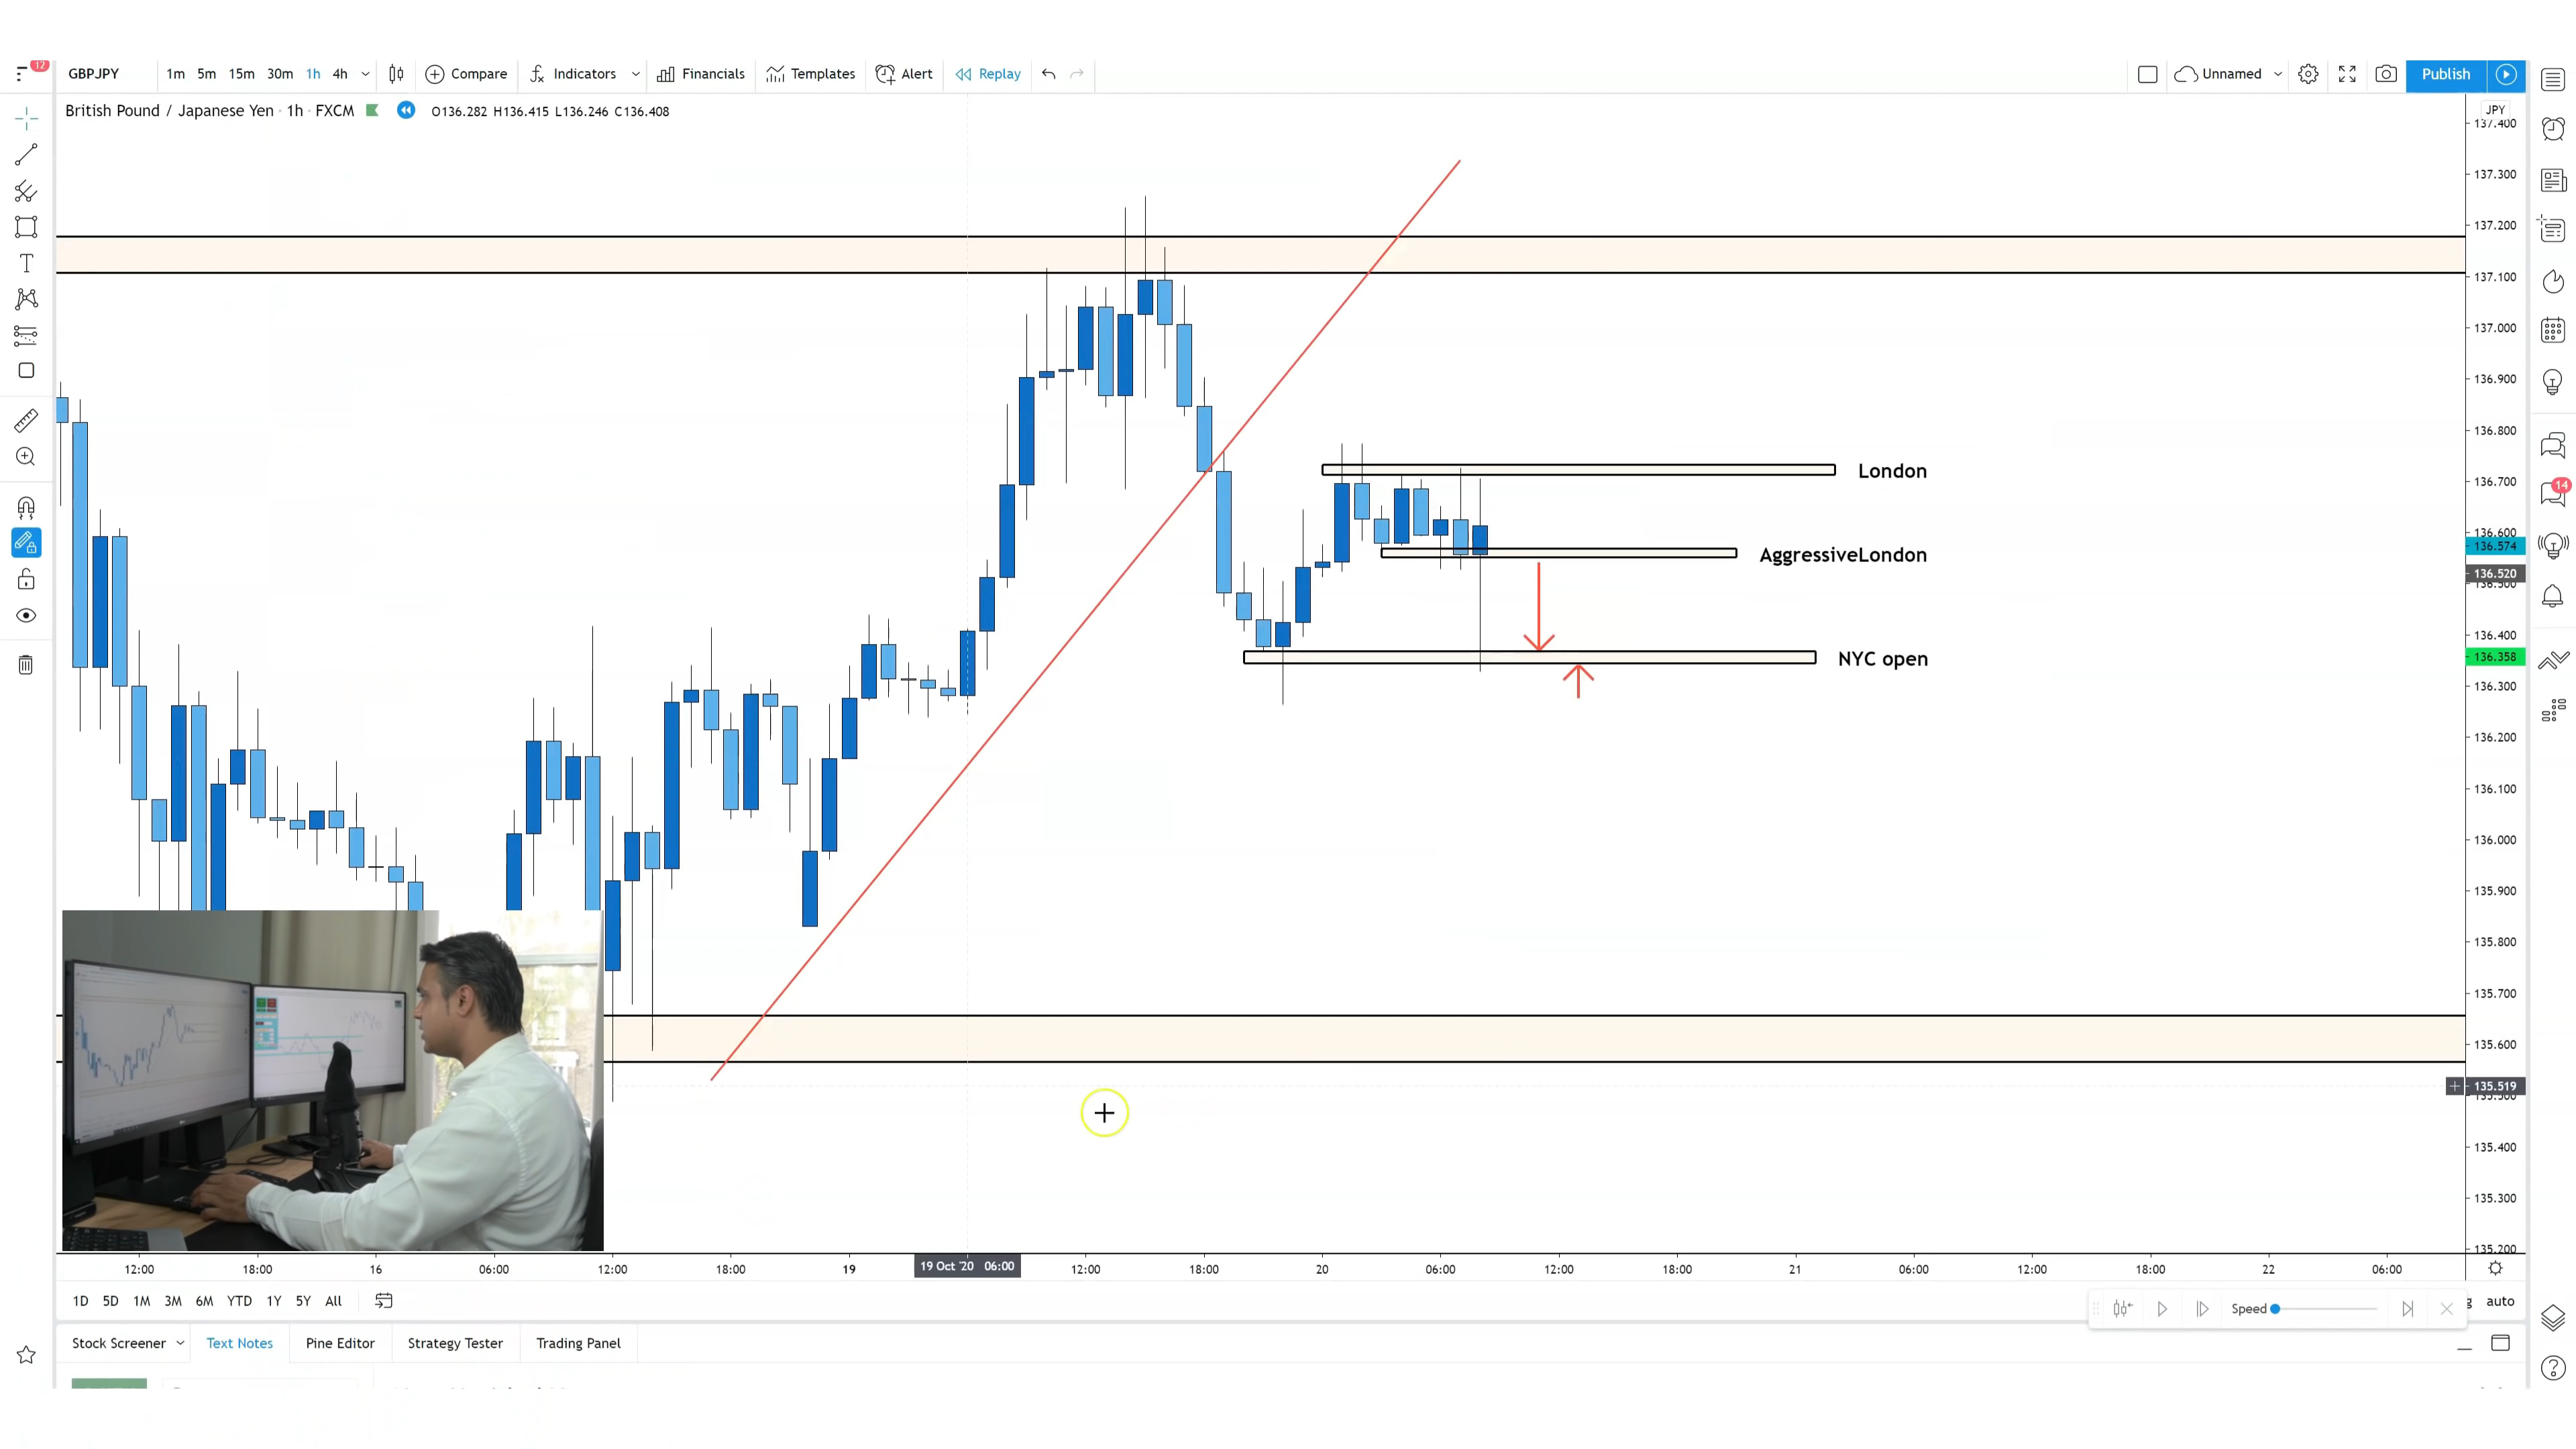 12
GBPJPY 1m 5m 15m 30m 1h 4h Compare Indicators Financials Templates Alert Replay Unnamed Publish
British Pound / Japanese Yen · 1h · FXCM O136.282 H136.415 L136.246 C136.408
JPY
137.400
137.300
137.200
137.100
137.000
136.900
136.800
136.700
136.600
136.574
136.520
136.500
136.400
136.358
136.300
136.200
136.100
136.000
135.900
135.800
135.700
135.600
135.519
135.500
135.400
135.300
135.200
London
AggressiveLondon
NYC open
14
12:00 18:00 16 06:00 12:00 18:00 19 19 Oct '20 06:00 12:00 18:00 20 06:00 12:00 18:00 21 06:00 12:00 18:00 22 06:00
1D 5D 1M 3M 6M YTD 1Y 5Y All
Speed
auto
Stock Screener Text Notes Pine Editor Strategy Tester Trading Panel